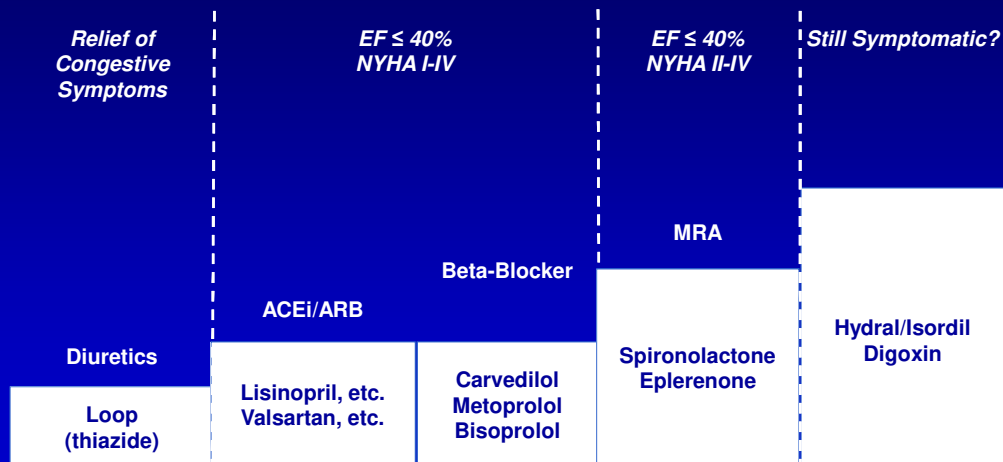 Relief of
Congestive
Symptoms
EF ≤ 40%
NYHA I-IV
EF ≤ 40%
NYHA II-IV
Still Symptomatic?
Diuretics
Loop
(thiazide)
ACEi/ARB
Lisinopril, etc.
Valsartan, etc.
Beta-Blocker
Carvedilol
Metoprolol
Bisoprolol
MRA
Spironolactone
Eplerenone
Hydral/Isordil
Digoxin